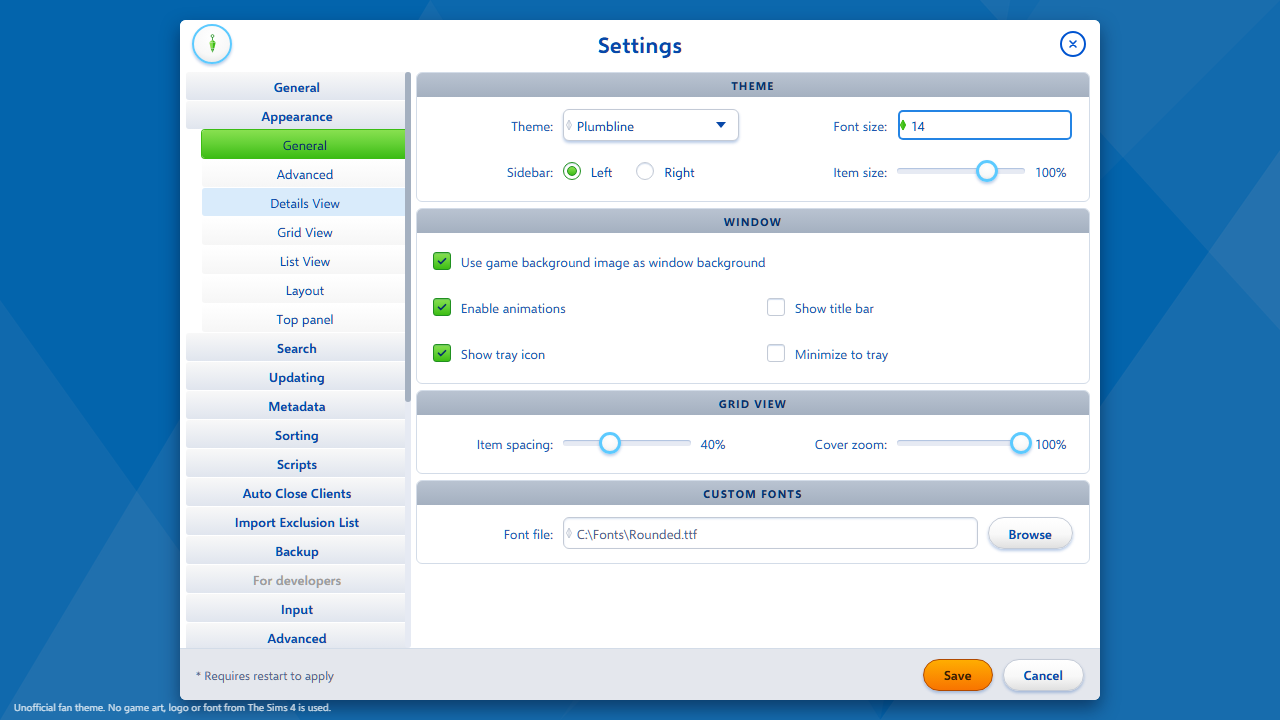 Settings
General
Appearance
General
Advanced
Details View
Grid View
List View
Layout
Top panel
Search
Updating
Metadata
Sorting
Scripts
Auto Close Clients
Import Exclusion List
Backup
For developers
Input
Advanced
THEME
Theme: Plumbline Font size: 14
Sidebar: Left Right Item size: 100%
WINDOW
Use game background image as window background
Enable animations Show title bar
Show tray icon Minimize to tray
GRID VIEW
Item spacing: 40% Cover zoom: 100%
CUSTOM FONTS
Font file: C:\Fonts\Rounded.ttf Browse
* Requires restart to apply Save Cancel
Unofficial fan theme. No game art, logo or font from The Sims 4 is used.